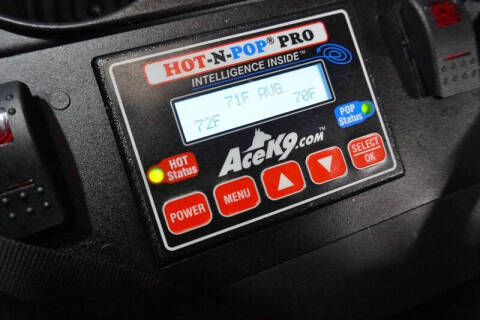 HOT-N-POP® PRO
INTELLIGENCE INSIDE™
71F AVG
72F 70F
HOT Status
POP Status
ACEK9.com™
POWER
MENU
SELECT/OK